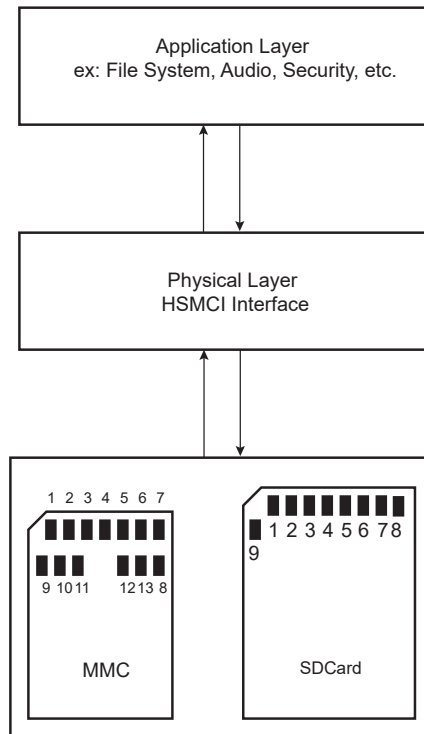 Application Layer
ex: File System, Audio, Security, etc.
Physical Layer
HSMCI Interface
1 2 3 4 5 6 7
9 10 11 12 13 8
MMC
1 2 3 4 5 6 7 8
9
SDCard